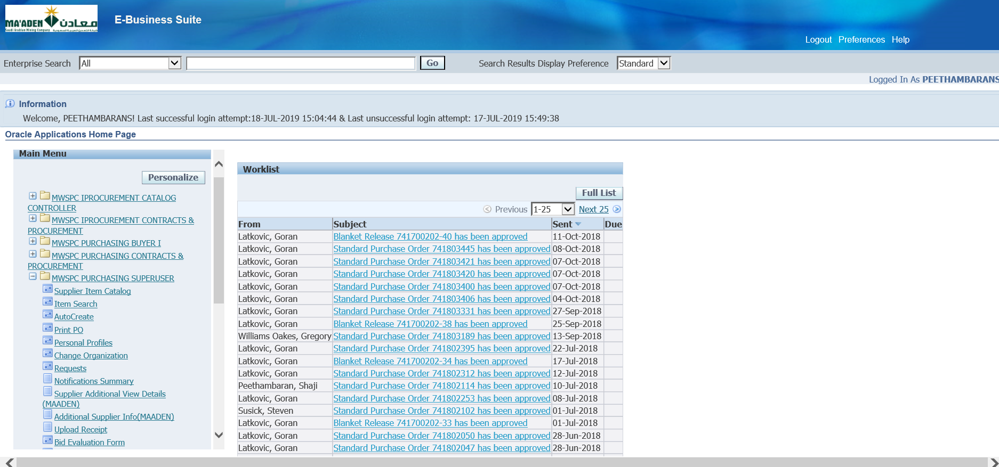 MA'ADEN معادن
Saudi Arabian Mining Company
E-Business Suite
Logout Preferences Help
Enterprise Search All Go Search Results Display Preference Standard
Logged In As PEETHAMBARANS
Information
Welcome, PEETHAMBARANS! Last successful login attempt:18-JUL-2019 15:04:44 & Last unsuccessful login attempt: 17-JUL-2019 15:49:38
Oracle Applications Home Page
Main Menu
Personalize
MWSPC IPROCUREMENT CATALOG
CONTROLLER
MWSPC IPROCUREMENT CONTRACTS &
PROCUREMENT
MWSPC PURCHASING BUYER I
MWSPC PURCHASING CONTRACTS &
PROCUREMENT
MWSPC PURCHASING SUPERUSER
Supplier Item Catalog
Item Search
AutoCreate
Print PO
Personal Profiles
Change Organization
Requests
Notifications Summary
Supplier Additional View Details
(MAADEN)
Additional Supplier Info(MAADEN)
Upload Receipt
Bid Evaluation Form
Worklist
Full List
Previous 1-25 Next 25
From Subject Sent Due
Latkovic, Goran Blanket Release 741700202-40 has been approved 11-Oct-2018
Latkovic, Goran Standard Purchase Order 741803445 has been approved 08-Oct-2018
Latkovic, Goran Standard Purchase Order 741803421 has been approved 07-Oct-2018
Latkovic, Goran Standard Purchase Order 741803420 has been approved 07-Oct-2018
Latkovic, Goran Standard Purchase Order 741803400 has been approved 07-Oct-2018
Latkovic, Goran Standard Purchase Order 741803406 has been approved 04-Oct-2018
Latkovic, Goran Standard Purchase Order 741803331 has been approved 27-Sep-2018
Latkovic, Goran Blanket Release 741700202-38 has been approved 25-Sep-2018
Williams Oakes, Gregory Standard Purchase Order 741803189 has been approved 13-Sep-2018
Latkovic, Goran Standard Purchase Order 741802395 has been approved 22-Jul-2018
Latkovic, Goran Blanket Release 741700202-34 has been approved 17-Jul-2018
Latkovic, Goran Standard Purchase Order 741802312 has been approved 12-Jul-2018
Peethambaran, Shaji Standard Purchase Order 741802114 has been approved 10-Jul-2018
Latkovic, Goran Standard Purchase Order 741802253 has been approved 08-Jul-2018
Susick, Steven Standard Purchase Order 741802102 has been approved 01-Jul-2018
Latkovic, Goran Blanket Release 741700202-33 has been approved 01-Jul-2018
Latkovic, Goran Standard Purchase Order 741802050 has been approved 28-Jun-2018
Latkovic, Goran Standard Purchase Order 741802047 has been approved 28-Jun-2018